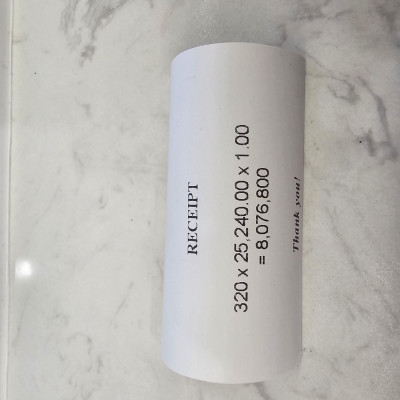 RECEIPT
320 x 25,240.00 x 1.00
= 8,076,800
Thank you!